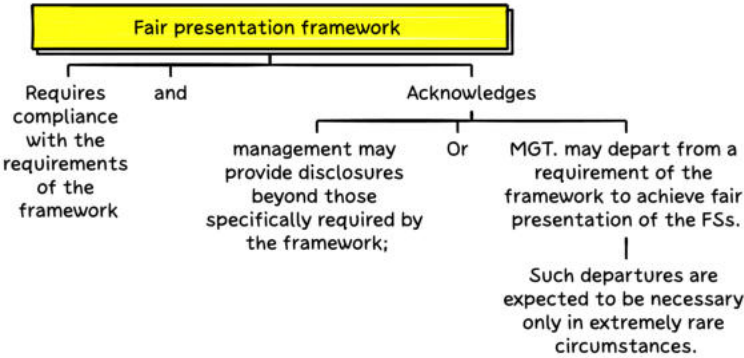 Fair presentation framework
Requires
compliance
with the
requirements
of the
framework
and
Acknowledges
management may
provide disclosures
beyond those
specifically required by
the framework;
Or
MGT. may depart from a
requirement of the
framework to achieve fair
presentation of the FSs.
Such departures are
expected to be necessary
only in extremely rare
circumstances.